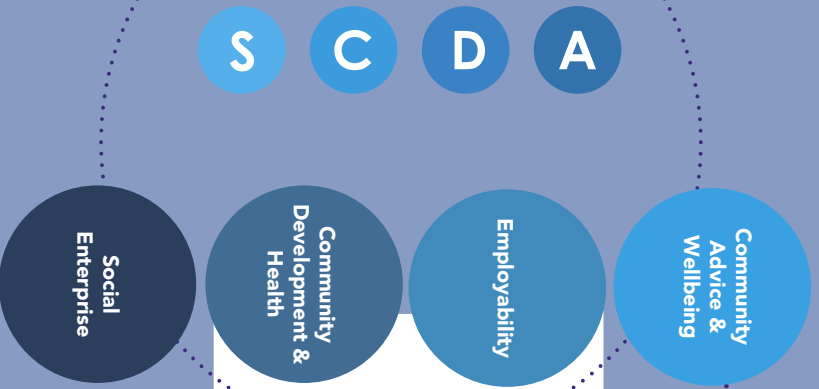 S C D A
Social
Enterprise
Community
Development &
Health
Employability
Community
Advice &
Wellbeing